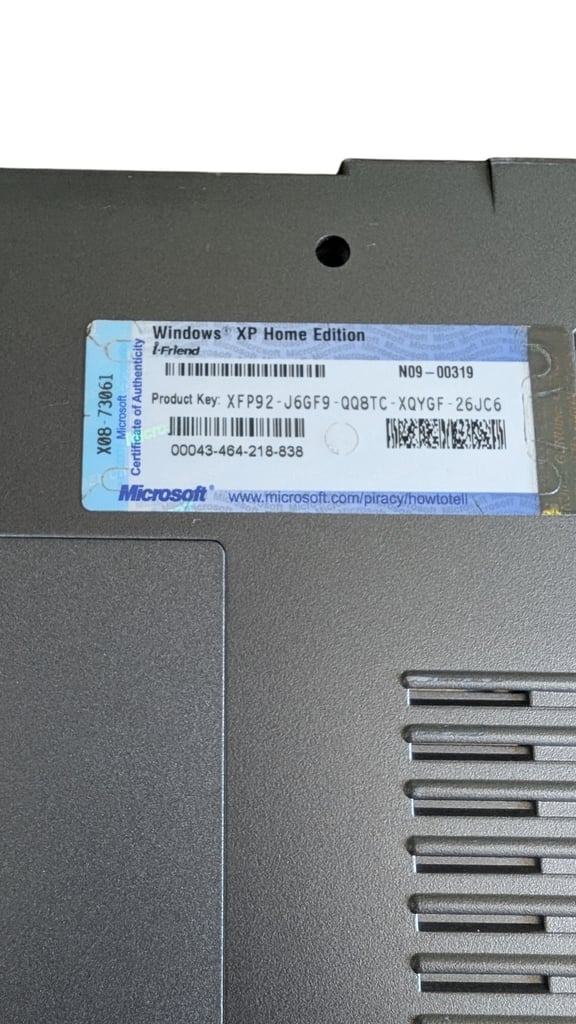 Windows® XP Home Edition
i-Friend
N09-00319
Product Key: XFP92-J6GF9-QQ8TC-XQYGF-26JC6
00043-464-218-838
Microsoft® www.microsoft.com/piracy/howtotell
X08-73061
Microsoft
Certificate of Authenticity